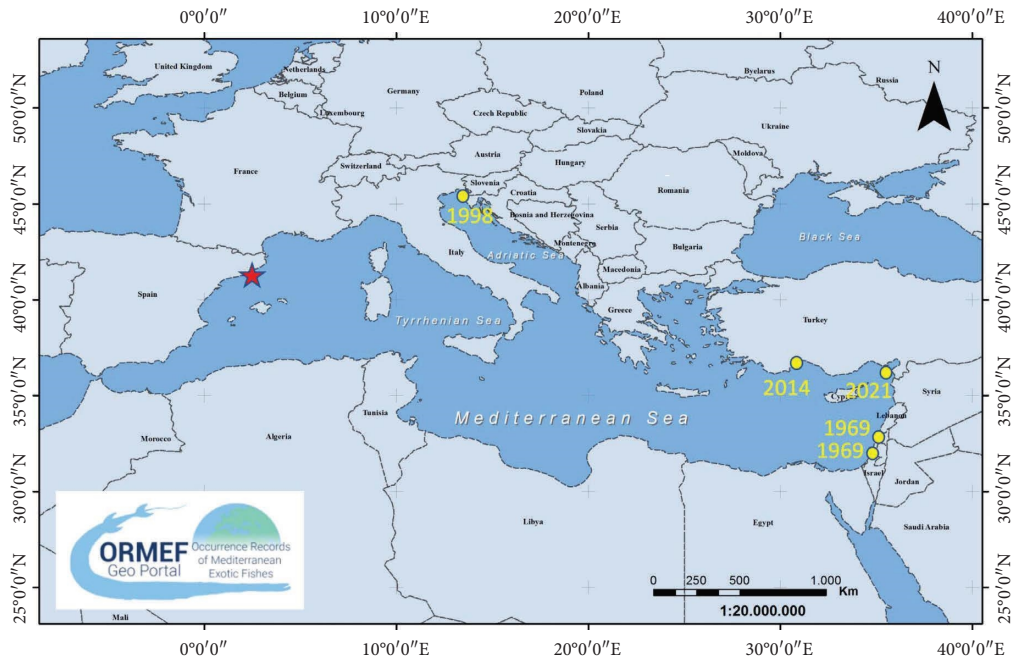 0°0'0" 10°0'0"E 20°0'0"E 30°0'0"E 40°0'0"E
50°0'0"N
45°0'0"N
40°0'0"N
35°0'0"N
30°0'0"N
25°0'0"N
N
United Kingdom
Netherlands
Belgium
Luxembourg
Germany
Poland
Byelarus
Russia
Czech Republic
Slovakia
Ukraine
France
Switzerland
Austria
Hungary
Moldova
Slovenia
Croatia
Romania
1998
Bosnia and Herzegovina
Serbia
Black Sea
Italy
Montenegro
Bulgaria
Adriatic Sea
Macedonia
Spain
Albania
Greece
Turkey
Tyrrhenian Sea
2014
2021
Syria
Mediterranean Sea
Lebanon
1969
1969
Israel
Jordan
Morocco
Algeria
Tunisia
Libya
Egypt
Saudi Arabia
Mali
ORMEF
Geo Portal
Occurrence Records
of Mediterranean
Exotic Fishes
0 250 500 1.000
Km
1:20.000.000
50°0'0"N
45°0'0"N
40°0'0"N
35°0'0"N
30°0'0"N
25°0'0"N
0°0'0" 10°0'0"E 20°0'0"E 30°0'0"E 40°0'0"E